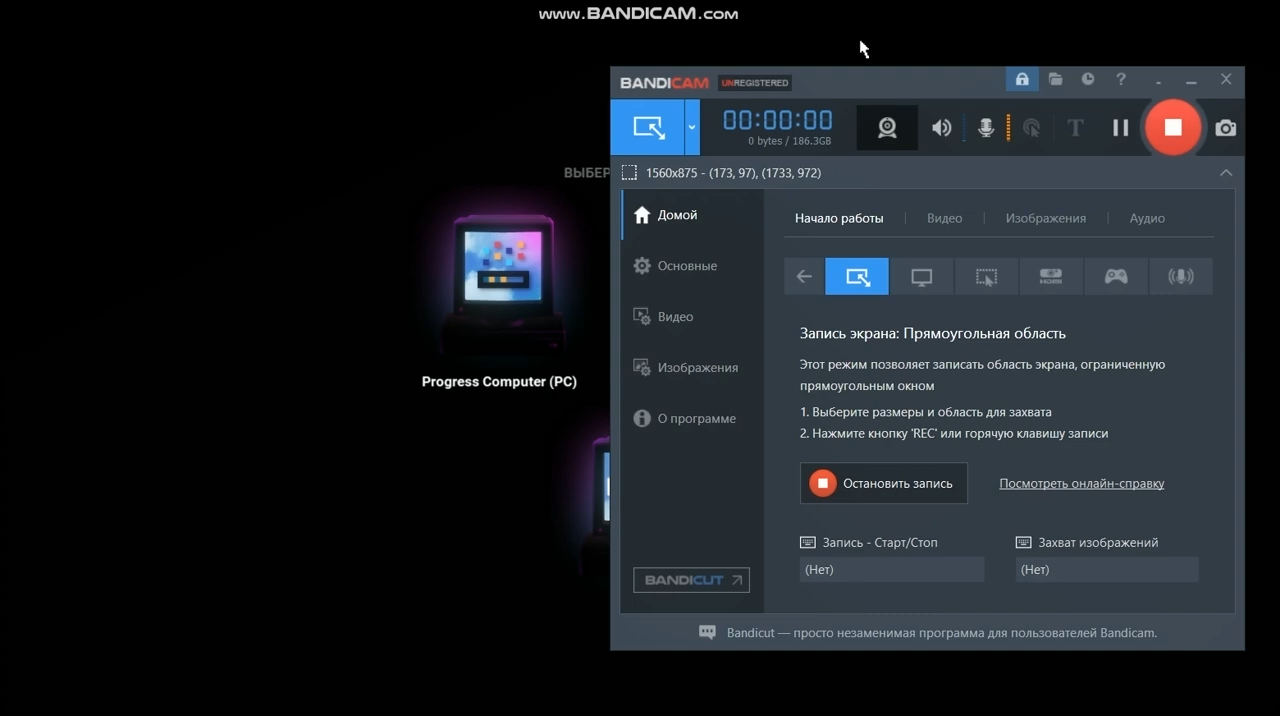 www.BANDICAM.com
BANDICAM UNREGISTERED
00:00:00
0 bytes / 186.3GB
1560x875 - (173, 97), (1733, 972)
ВЫБЕР
Progress Computer (PC)
Домой
Основные
Видео
Изображения
О программе
BANDICUT
Начало работы
Видео
Изображения
Аудио
HDMI
Запись экрана: Прямоугольная область
Этот режим позволяет записать область экрана, ограниченную
прямоугольным окном
1. Выберите размеры и область для захвата
2. Нажмите кнопку 'REC' или горячую клавишу записи
Остановить запись
Посмотреть онлайн-справку
Запись - Старт/Стоп
Захват изображений
(Нет)
(Нет)
Bandicut — просто незаменимая программа для пользователей Bandicam.